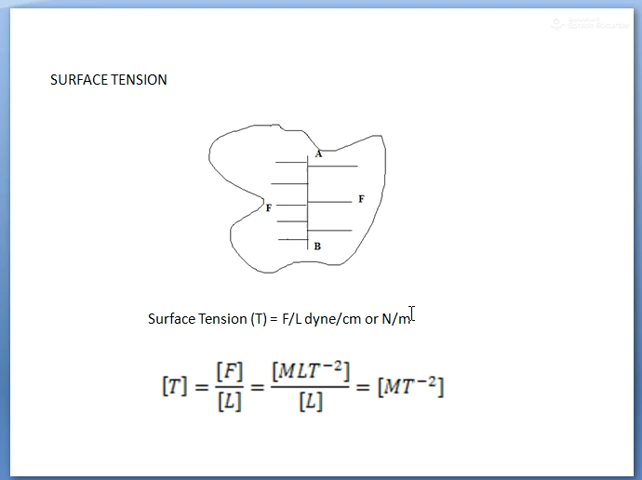 SURFACE TENSION
A
F
F
B
Surface Tension (T) = F/L dyne/cm or N/m
[T] = [F]/[L] = [MLT⁻²]/[L] = [MT⁻²]